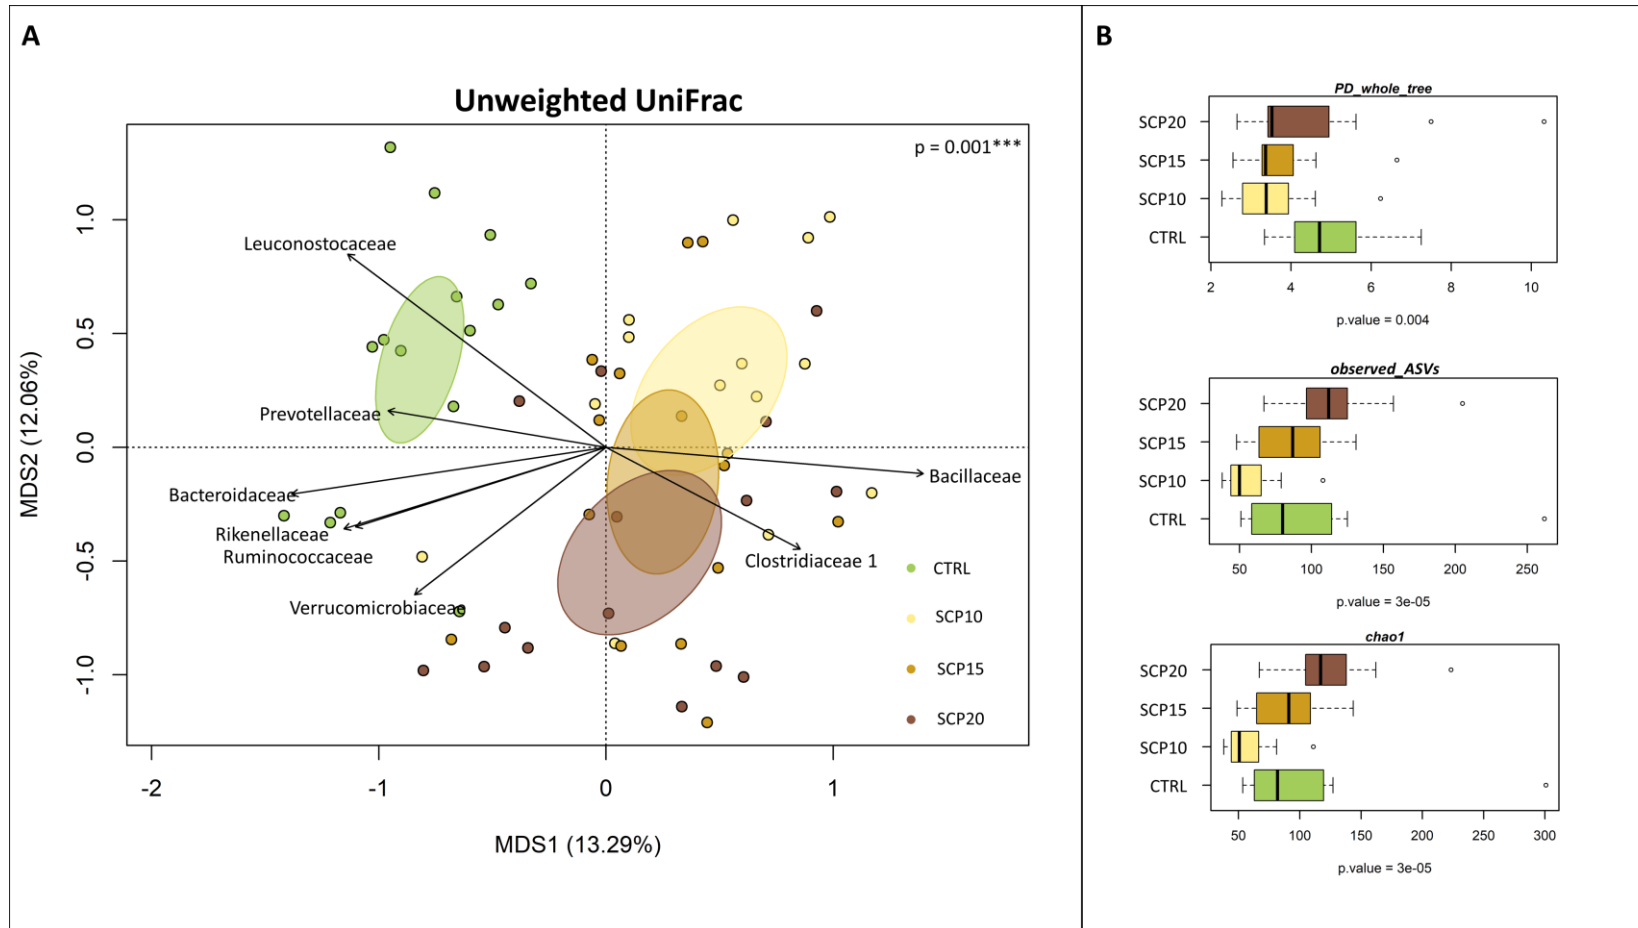 A
Unweighted UniFrac
p = 0.001***
Leuconostocaceae
Prevotellaceae
Bacteroidaceae
Rikenellaceae
Ruminococcaceae
Verrucomicrobiaceae
Bacillaceae
Clostridiaceae 1
CTRL
SCP10
SCP15
SCP20
MDS2 (12.06%)
1.0
0.5
0.0
-0.5
-1.0
-2
-1
0
1
MDS1 (13.29%)
B
PD_whole_tree
SCP20
SCP15
SCP10
CTRL
2 4 6 8 10
p.value = 0.004
observed_ASVs
SCP20
SCP15
SCP10
CTRL
50 100 150 200 250
p.value = 3e-05
chao1
SCP20
SCP15
SCP10
CTRL
50 100 150 200 250 300
p.value = 3e-05